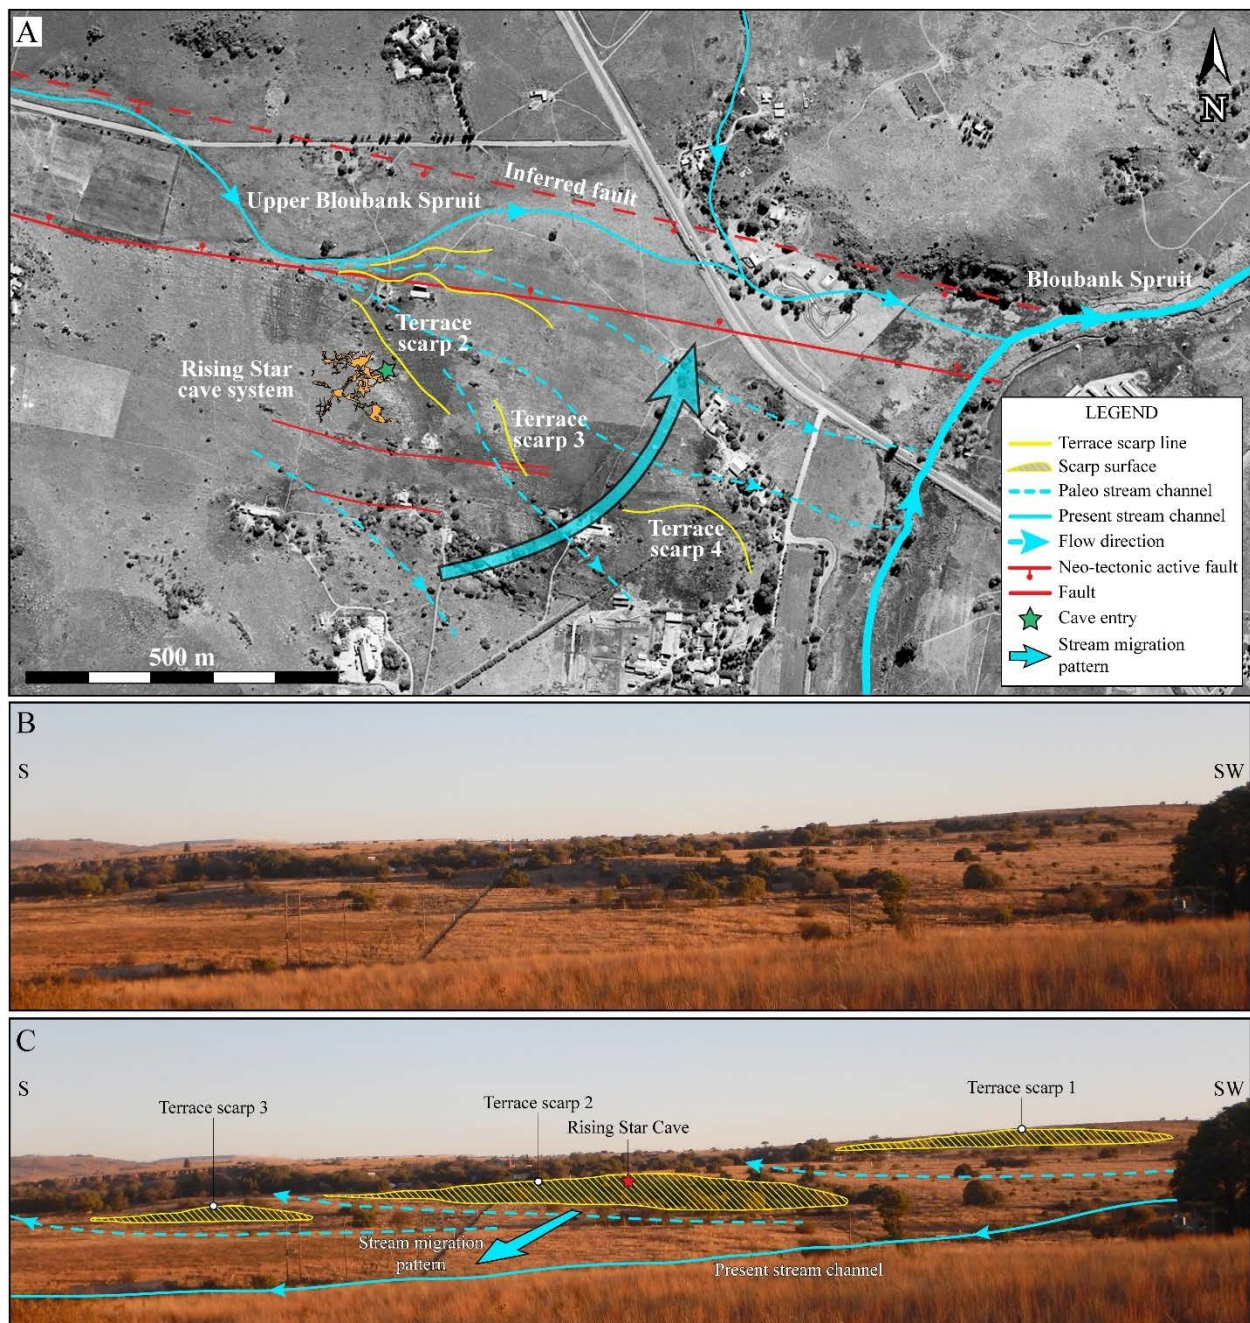 A
N
Inferred fault
Upper Bloubank Spruit
Bloubank Spruit
Terrace
scarp 2
Rising Star
cave system
Terrace
scarp 3
Terrace
scarp 4
500 m
LEGEND
Terrace scarp line
Scarp surface
Paleo stream channel
Present stream channel
Flow direction
Neo-tectonic active fault
Fault
Cave entry
Stream migration
pattern
B
S
SW
C
S
SW
Terrace scarp 1
Terrace scarp 2
Terrace scarp 3
Rising Star Cave
Stream migration
pattern
Present stream channel